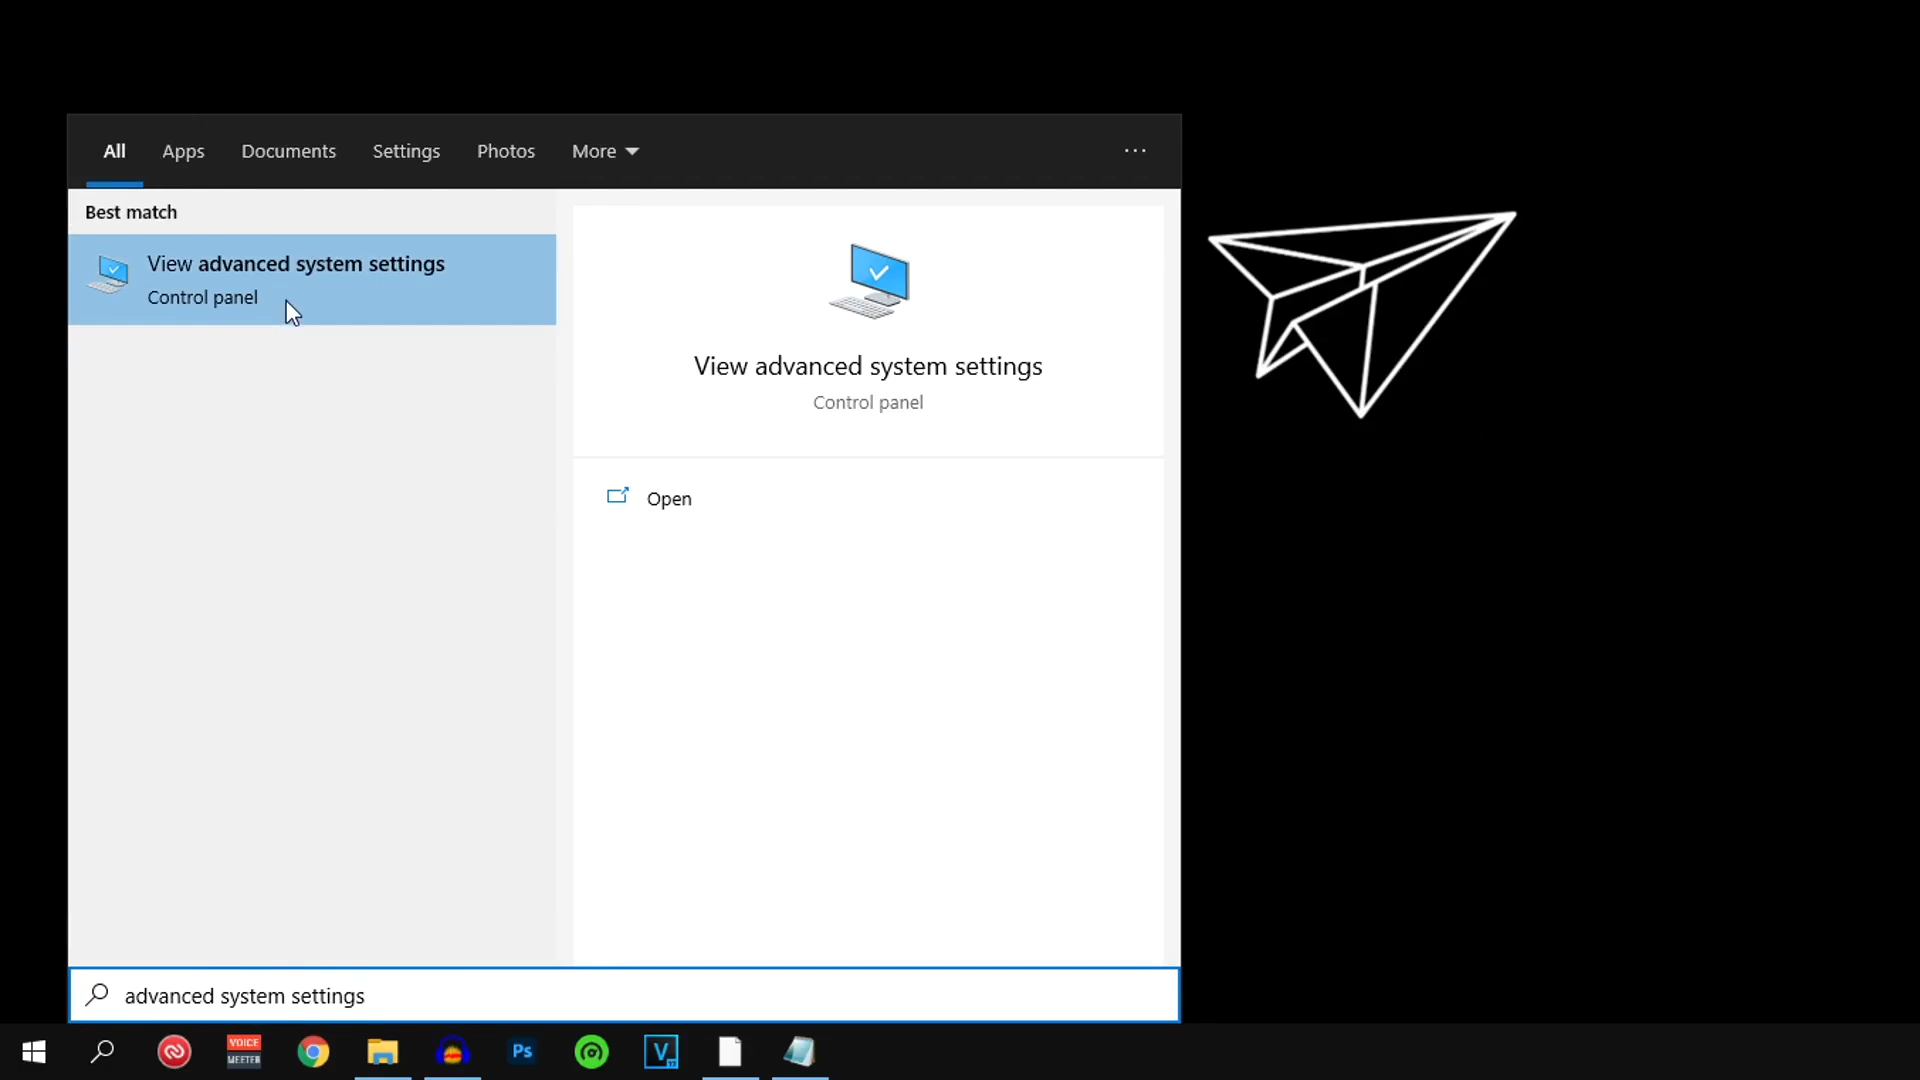 All Apps Documents Settings Photos More ...
Best match
View advanced system settings
Control panel
View advanced system settings
Control panel
Open
advanced system settings
VOICE
MEETER
Ps
V
17